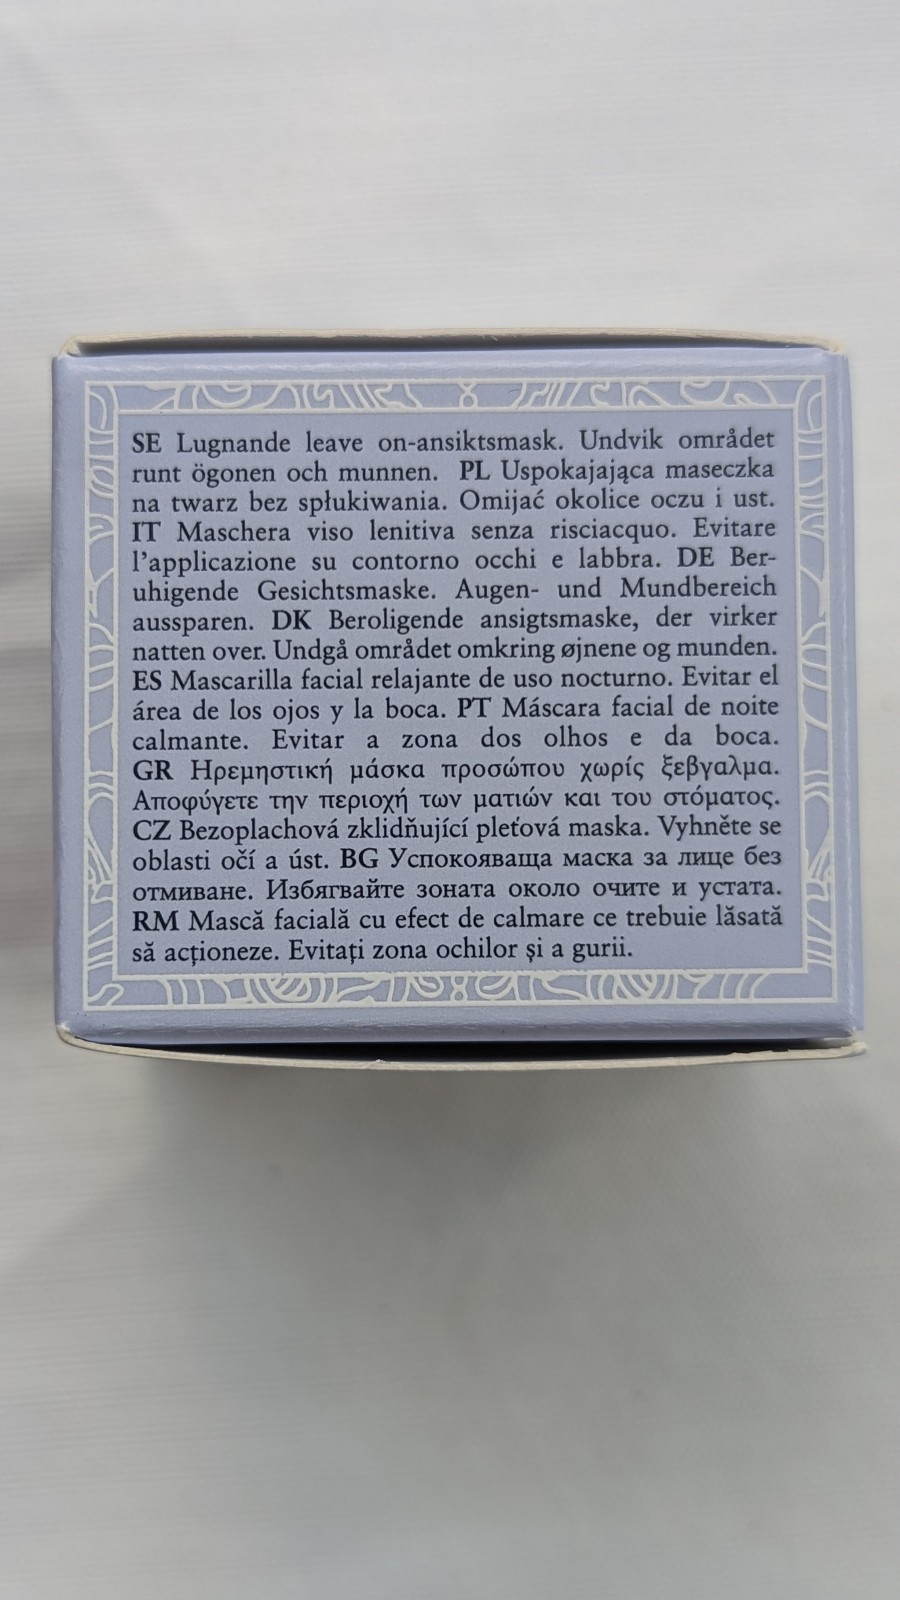 SE Lugnande leave on-ansiktsmask. Undvik området
runt ögonen och munnen. PL Uspokajająca maseczka
na twarz bez spłukiwania. Omijać okolice oczu i ust.
IT Maschera viso lenitiva senza risciacquo. Evitare
l’applicazione su contorno occhi e labbra. DE Ber-
uhigende Gesichtsmaske. Augen- und Mundbereich
aussparen. DK Beroligende ansigtsmaske, der virker
natten over. Undgå området omkring øjnene og munden.
ES Mascarilla facial relajante de uso nocturno. Evitar el
área de los ojos y la boca. PT Máscara facial de noite
calmante. Evitar a zona dos olhos e da boca.
GR Ηρεμηστική μάσκα προσώπου χωρίς ξεβγαλμα.
Αποφύγετε την περιοχή των ματιών και του στόματος.
CZ Bezoplachová zklidňující pleťová maska. Vyhněte se
oblasti očí a úst. BG Успокояваща маска за лице без
отмиване. Избягвайте зоната около очите и устата.
RM Mască facială cu efect de calmare ce trebuie lăsată
să acționeze. Evitați zona ochilor și a gurii.